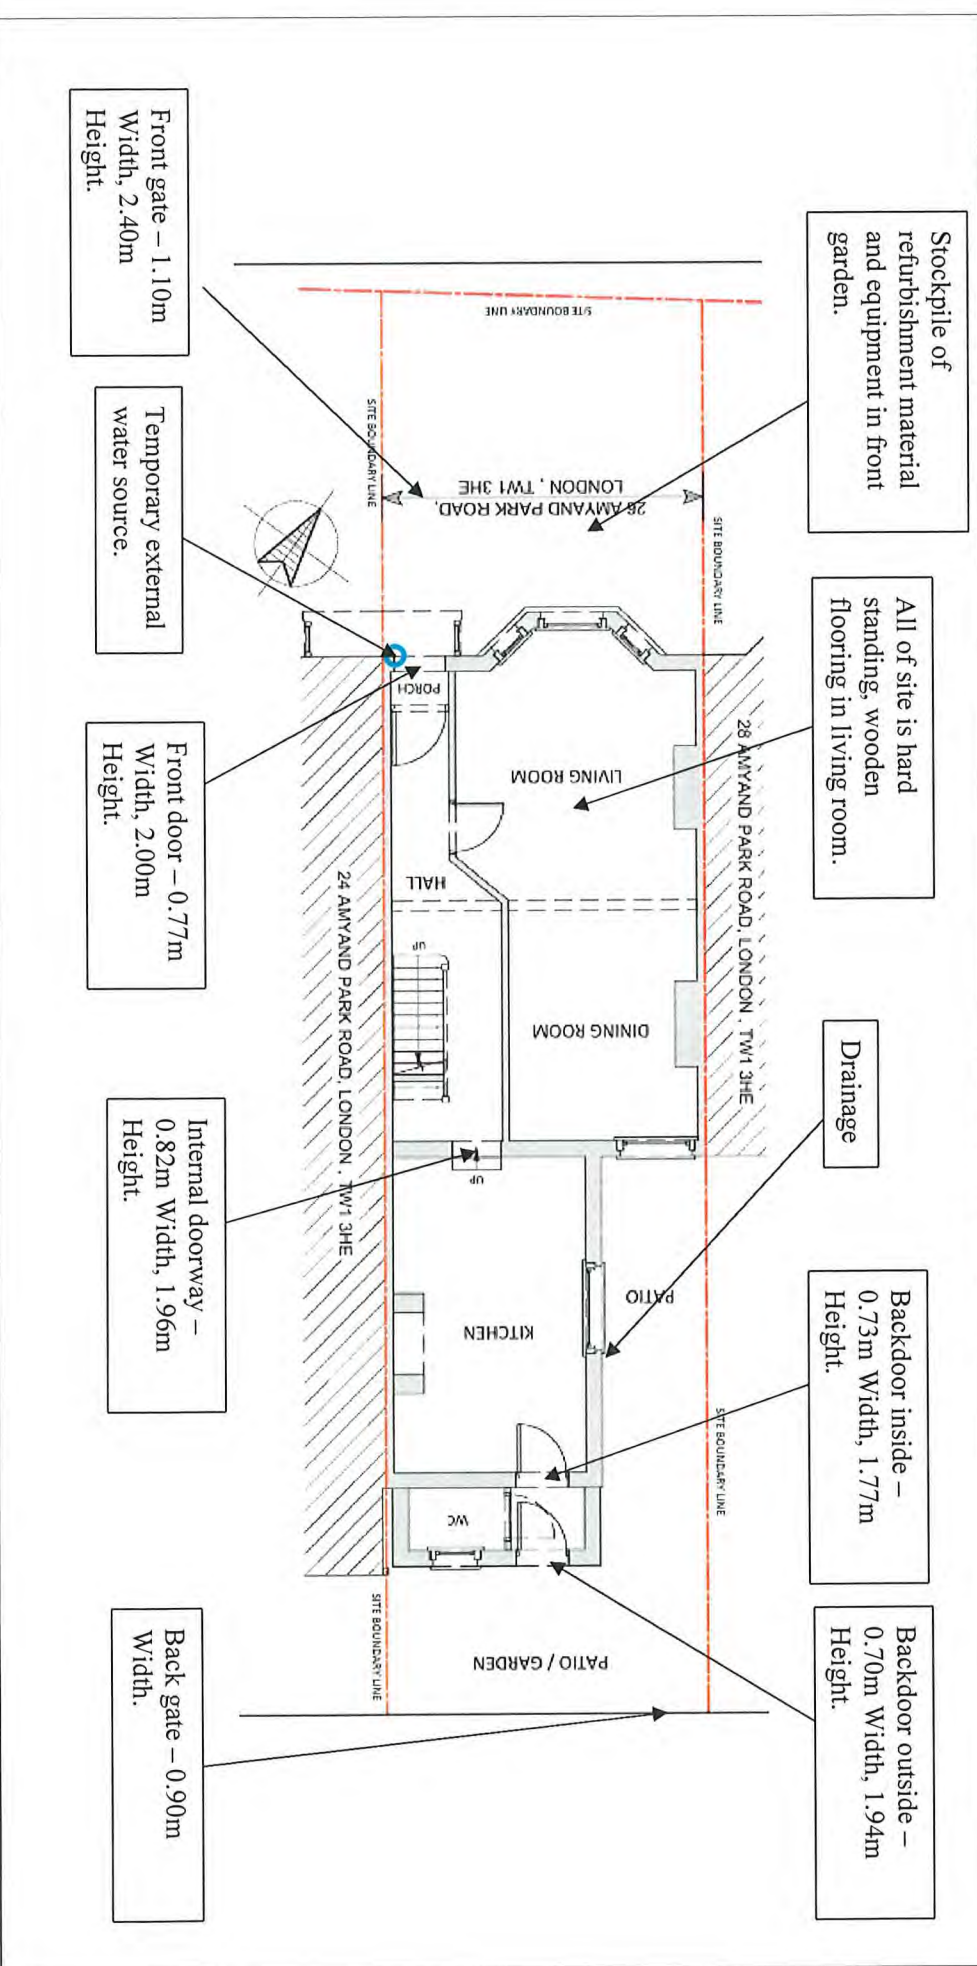 Stockpile of
refurbishment material
and equipment in front
garden.
All of site is hard
standing, wooden
flooring in living room.
Drainage
Backdoor inside –
0.73m Width, 1.77m
Height.
Backdoor outside –
0.70m Width, 1.94m
Height.
SITE BOUNDARY LINE
SITE BOUNDARY LINE
28 AMYAND PARK ROAD, LONDON , TW1 3HE
SITE BOUNDARY LINE
26 AMYAND PARK ROAD,
LONDON , TW1 3HE
LIVING ROOM
DINING ROOM
PATIO
KITCHEN
PATIO / GARDEN
PORCH
HALL
UP
UP
WC
SITE BOUNDARY LINE
24 AMYAND PARK ROAD, LONDON , TW1 3HE
SITE BOUNDARY LINE
Front gate – 1.10m
Width, 2.40m
Height.
Temporary external
water source.
Front door – 0.77m
Width, 2.00m
Height.
Internal doorway –
0.82m Width, 1.96m
Height.
Back gate – 0.90m
Width.